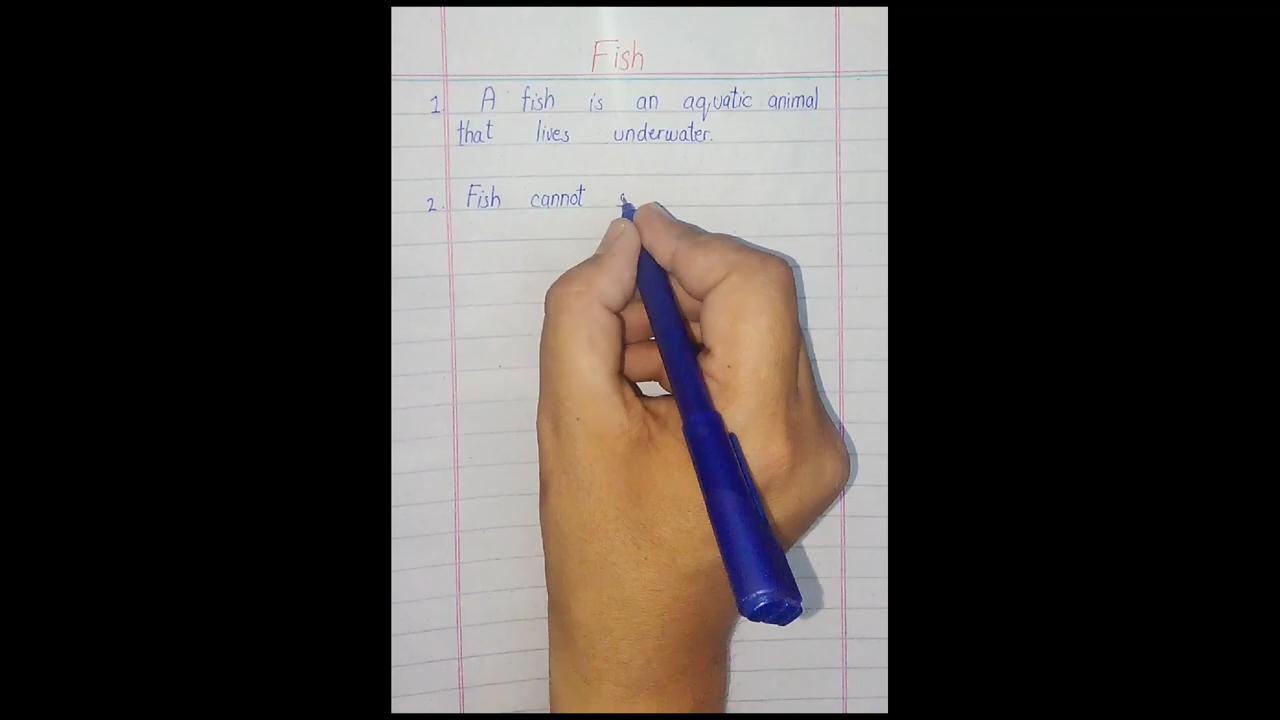 Fish
1. A fish is an aquatic animal
that lives underwater.
2. Fish cannot